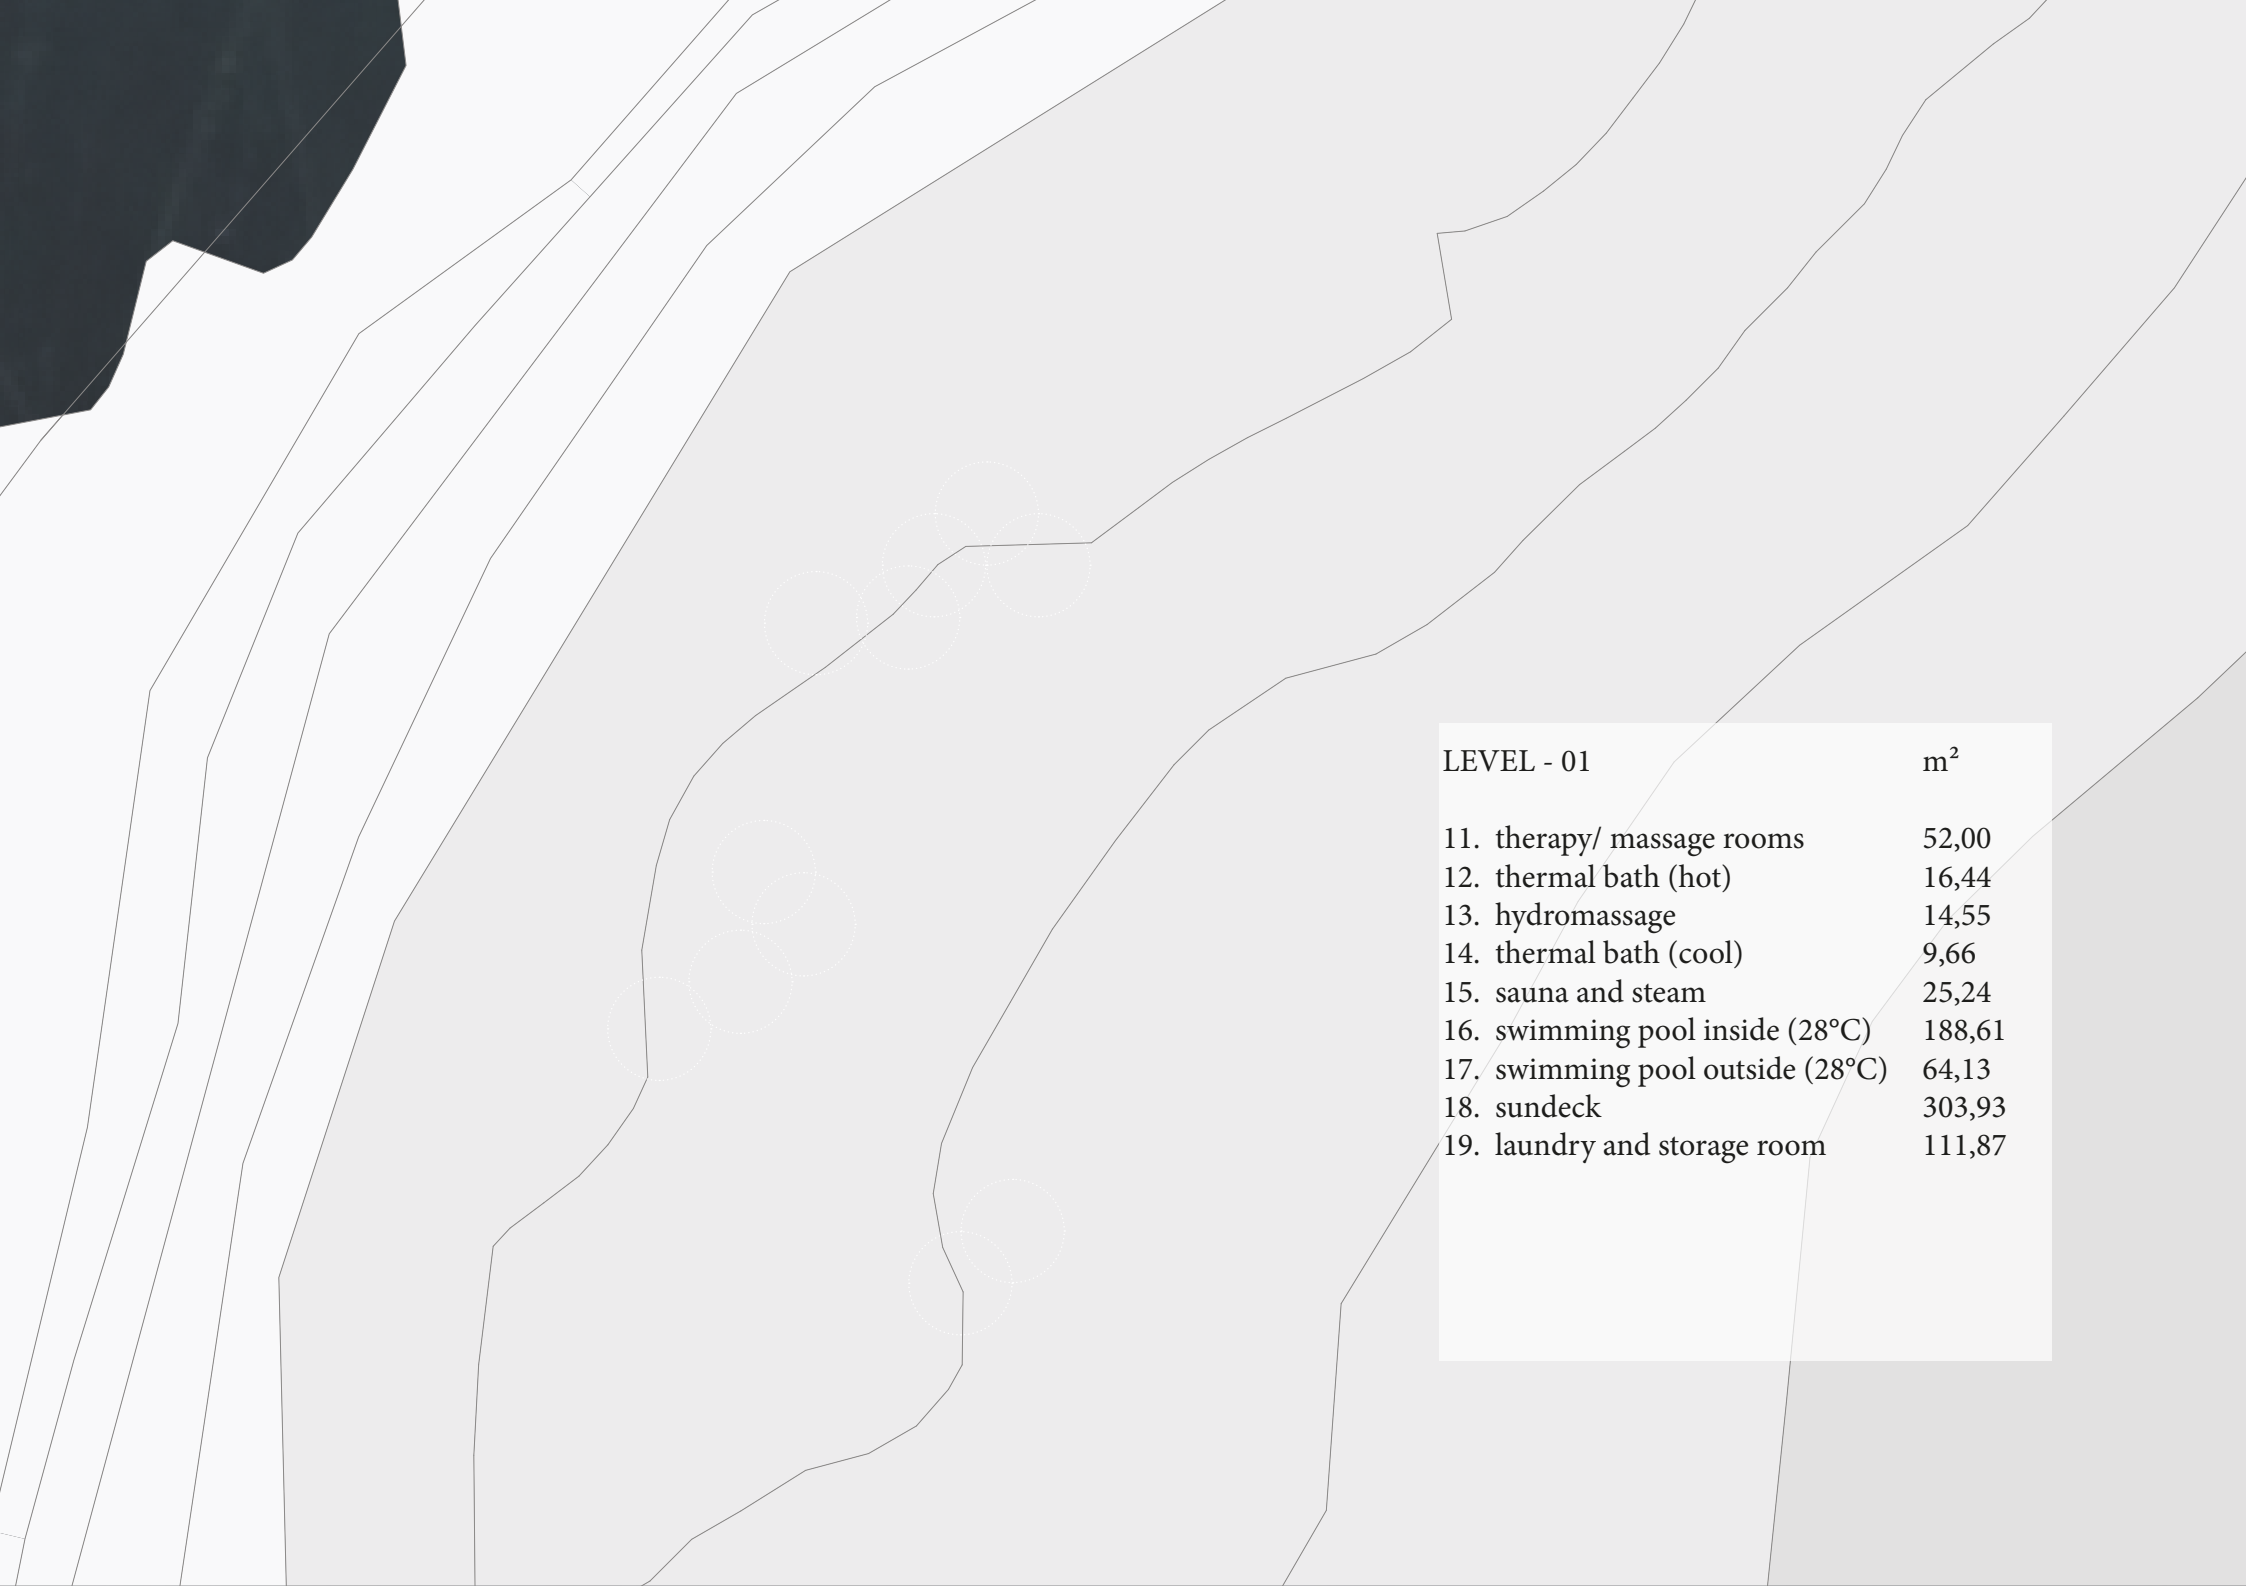 LEVEL - 01 m²
11. therapy/ massage rooms 52,00
12. thermal bath (hot) 16,44
13. hydromassage 14,55
14. thermal bath (cool) 9,66
15. sauna and steam 25,24
16. swimming pool inside (28°C) 188,61
17. swimming pool outside (28°C) 64,13
18. sundeck 303,93
19. laundry and storage room 111,87